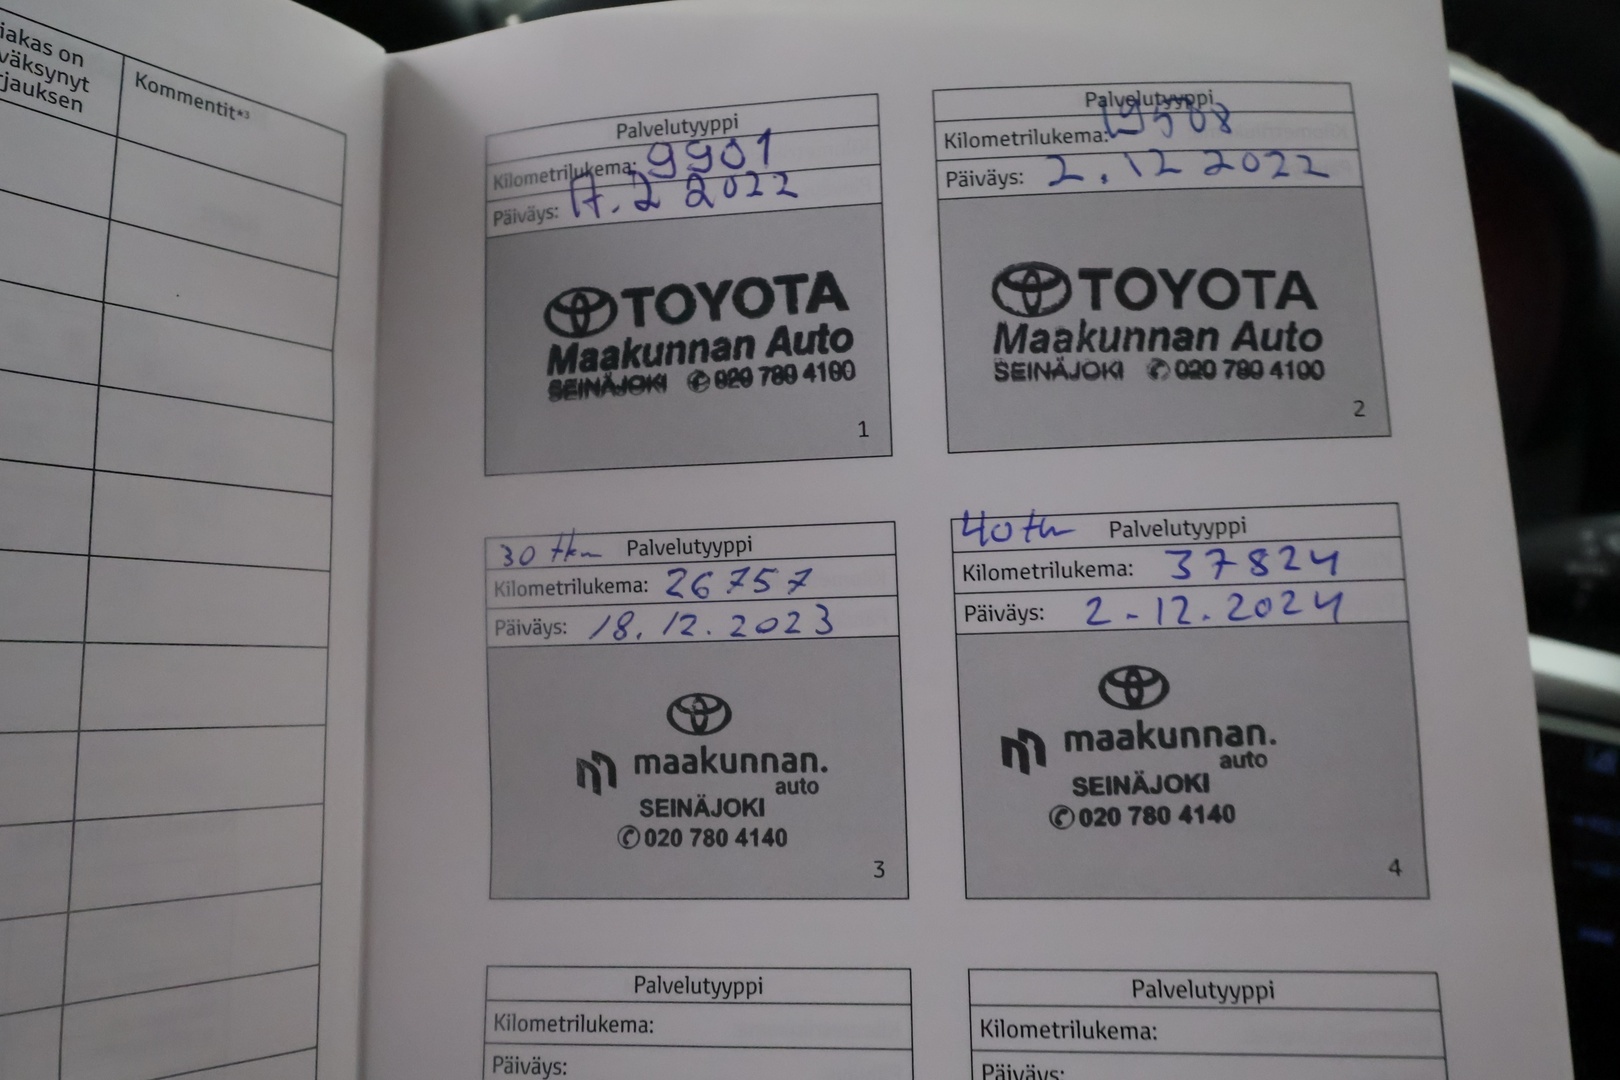 iakas on
väksynyt
rjauksen
Kommentit*³
Palvelutyyppi
Kilometrilukema: 9901
Päiväys: 17.2 2022
TOYOTA
Maakunnan Auto
SEINÄJOKI ✆ 020 780 4100
1
Palvelutyyppi
Kilometrilukema: 19508
Päiväys: 2.12 2022
TOYOTA
Maakunnan Auto
SEINÄJOKI ✆ 020 780 4100
2
30 tkm Palvelutyyppi
Kilometrilukema: 26757
Päiväys: 18.12.2023
maakunnan.
auto
SEINÄJOKI
✆ 020 780 4140
3
40 tkm Palvelutyyppi
Kilometrilukema: 37824
Päiväys: 2-12.2024
maakunnan.
auto
SEINÄJOKI
✆ 020 780 4140
4
Palvelutyyppi
Kilometrilukema:
Päiväys:
Palvelutyyppi
Kilometrilukema:
Päiväys: